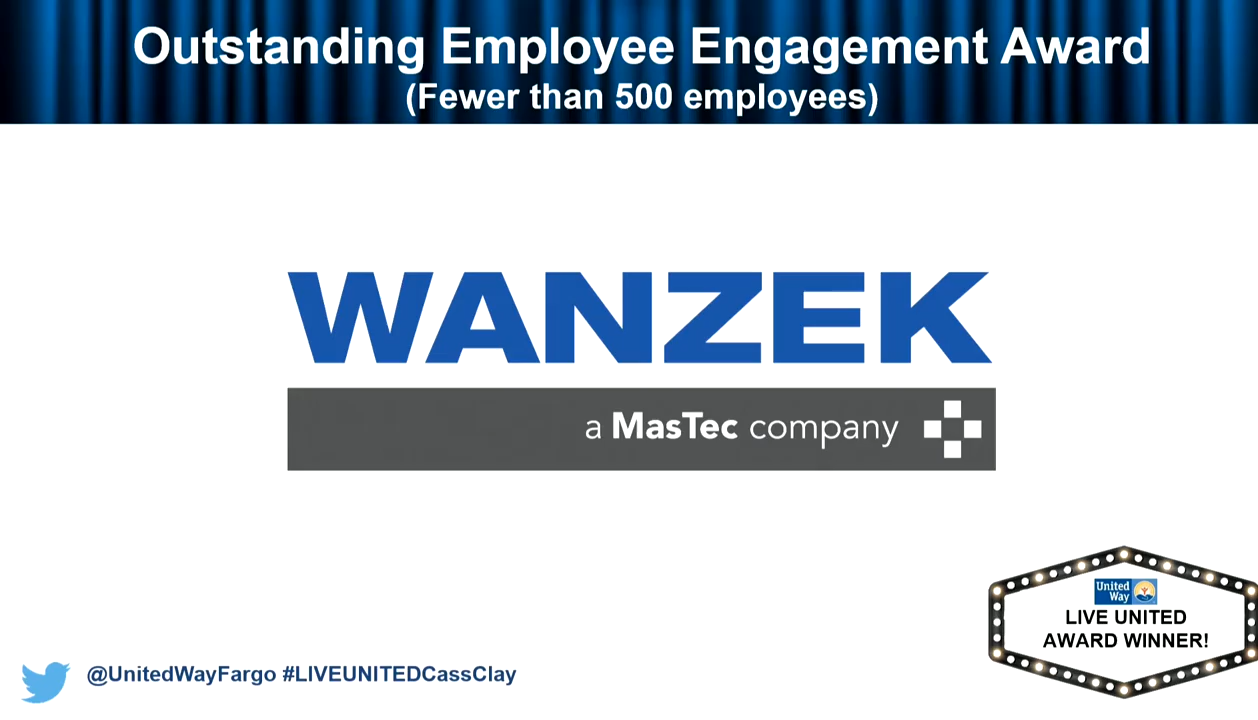 Outstanding Employee Engagement Award
(Fewer than 500 employees)
WANZEK
a MasTec company
United
Way
LIVE UNITED
AWARD WINNER!
@UnitedWayFargo #LIVEUNITEDCassClay